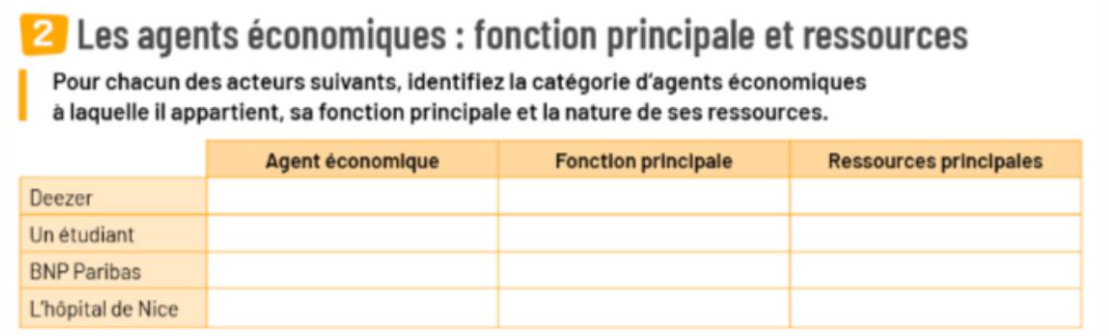 2 Les agents économiques : fonction principale et ressources
Pour chacun des acteurs suivants, identifiez la catégorie d'agents économiques
à laquelle il appartient, sa fonction principale et la nature de ses ressources.
Agent économique Fonction principale Ressources principales
Deezer
Un étudiant
BNP Paribas
L'hôpital de Nice